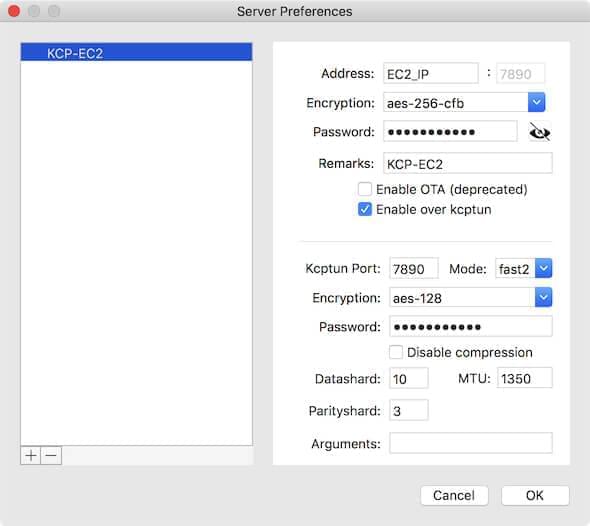 Server Preferences
KCP-EC2
Address: EC2_IP : 7890
Encryption: aes-256-cfb
Password: ●●●●●●●●●●●
Remarks: KCP-EC2
Enable OTA (deprecated)
Enable over kcptun
Kcptun Port: 7890 Mode: fast2
Encryption: aes-128
Password: ●●●●●●●●●●●
Disable compression
Datashard: 10 MTU: 1350
Parityshard: 3
Arguments:
Cancel OK